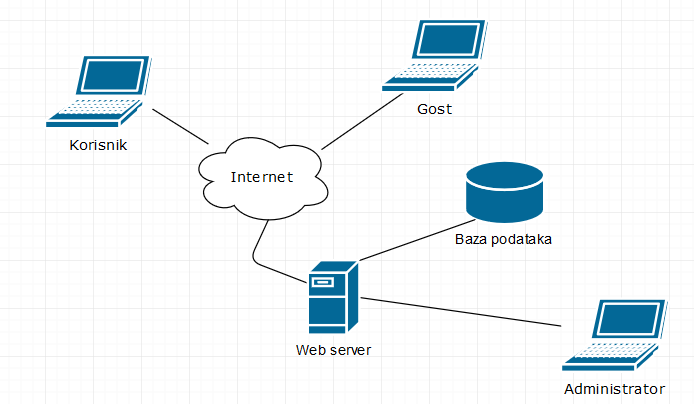 Gost
Korisnik
Internet
Baza podataka
Web server
Administrator